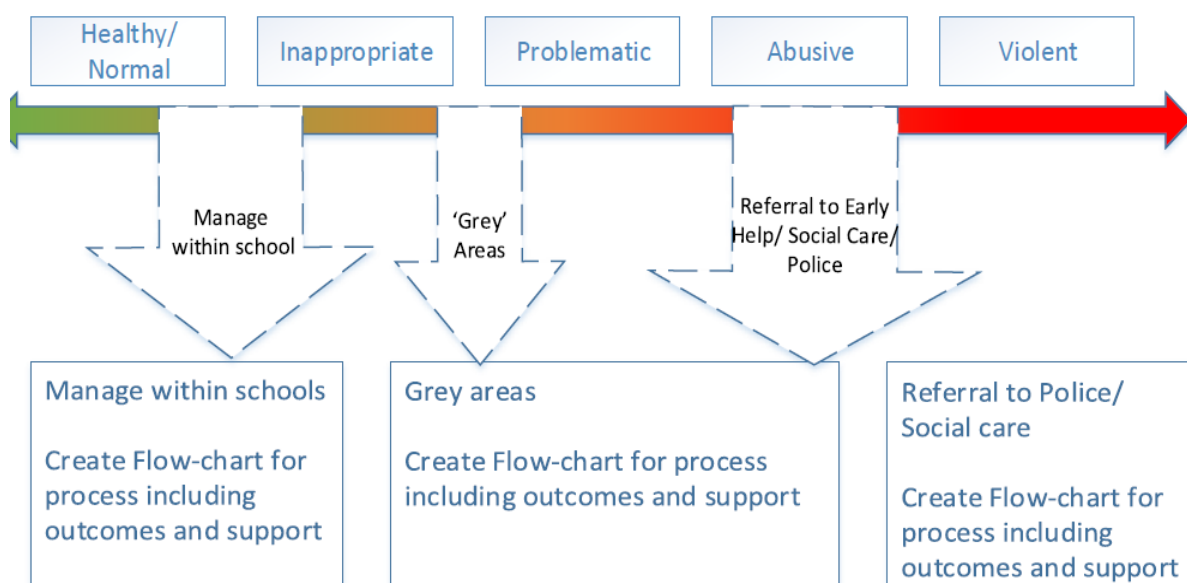 Healthy/
Normal
Inappropriate
Problematic
Abusive
Violent
Manage
within school
‘Grey’
Areas
Referral to Early
Help/ Social Care/
Police
Manage within schools
Create Flow-chart for
process including
outcomes and support
Grey areas
Create Flow-chart for process
including outcomes and support
Referral to Police/
Social care
Create Flow-chart for
process including
outcomes and support